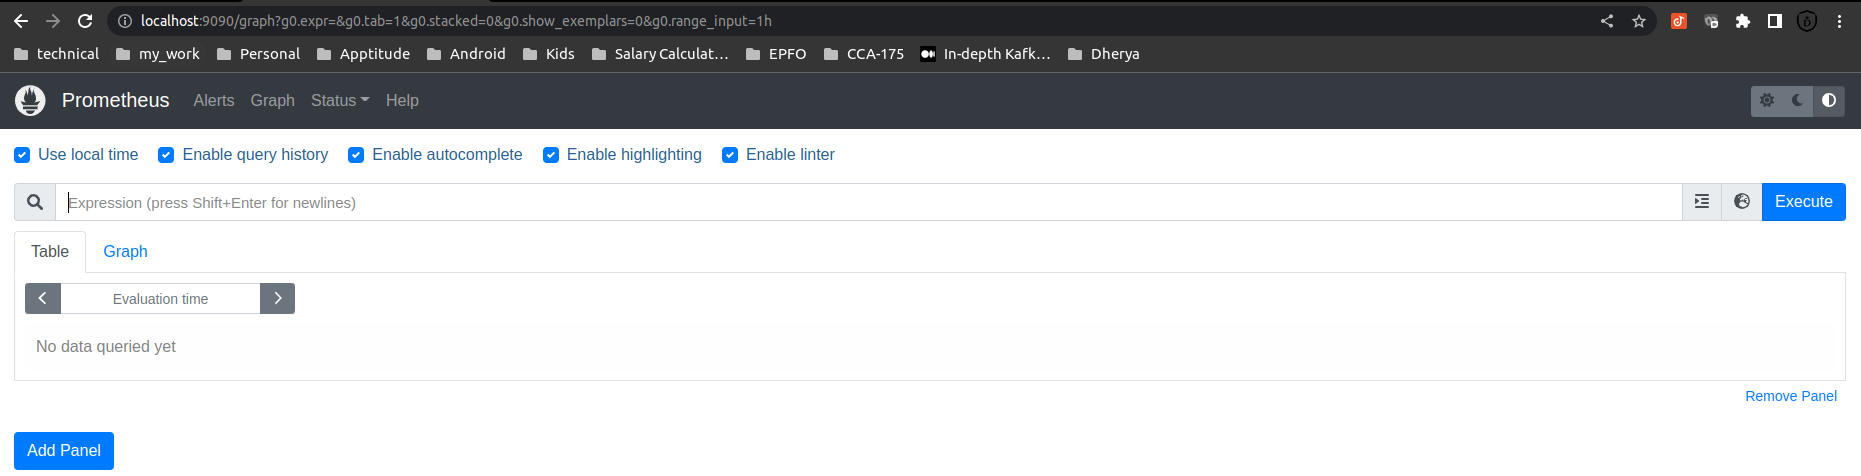 localhost:9090/graph?g0.expr=&g0.tab=1&g0.stacked=0&g0.show_exemplars=0&g0.range_input=1h
technical my_work Personal Apptitude Android Kids Salary Calculat… EPFO CCA-175 In-depth Kafk… Dherya
Prometheus Alerts Graph Status Help
Use local time Enable query history Enable autocomplete Enable highlighting Enable linter
Expression (press Shift+Enter for newlines) Execute
Table Graph
Evaluation time
No data queried yet
Remove Panel
Add Panel